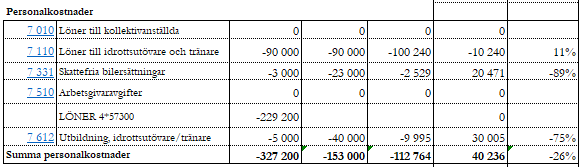 Personalkostnader
7 010 Löner till kollektivanställda 0 0 0 0
7 110 Löner till idrottsutövare och tränare -90 000 -90 000 -100 240 -10 240 11%
7 331 Skattefria bilersättningar -3 000 -23 000 -2 529 20 471 -89%
7 510 Arbetsgivaravgifter 0 0 0 0
LÖNER 4*57300 -229 200 0
7 612 Utbildning, idrottsutövare/tränare -5 000 -40 000 -9 995 30 005 -75%
Summa personalkostnader -327 200 -153 000 -112 764 40 236 -26%